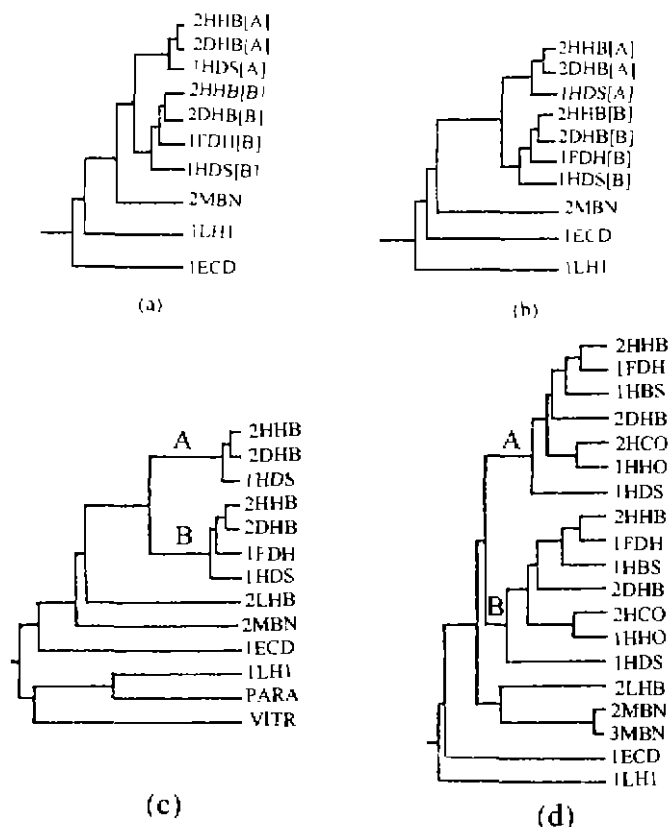 2HHB[A]
2DHB[A]
1HDS[A]
2HHB[B]
2DHB[B]
1FDH[B]
1HDS[B]
2MBN
1LH1
1ECD
(a)
2HHB[A]
2DHB[A]
1HDS[A]
2HHB[B]
2DHB[B]
1FDH[B]
1HDS[B]
2MBN
1ECD
1LH1
(b)
A
2HHB
2DHB
1HDS
B
2HHB
2DHB
1FDH
1HDS
2LHB
2MBN
1ECD
1LH1
PARA
VITR
(c)
A
2HHB
1FDH
1HBS
2DHB
2HCO
1HHO
1HDS
B
2HHB
1FDH
1HBS
2DHB
2HCO
1HHO
1HDS
2LHB
2MBN
3MBN
1ECD
1LH1
(d)